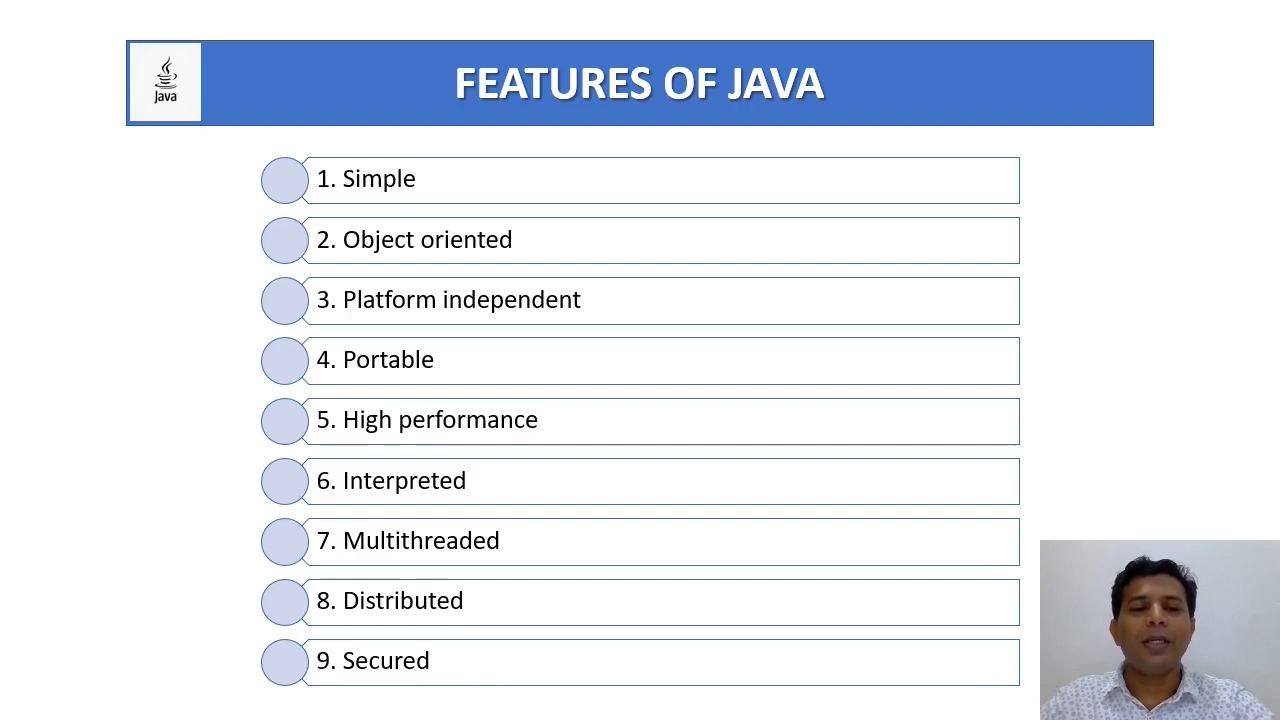 Java
FEATURES OF JAVA
1. Simple
2. Object oriented
3. Platform independent
4. Portable
5. High performance
6. Interpreted
7. Multithreaded
8. Distributed
9. Secured